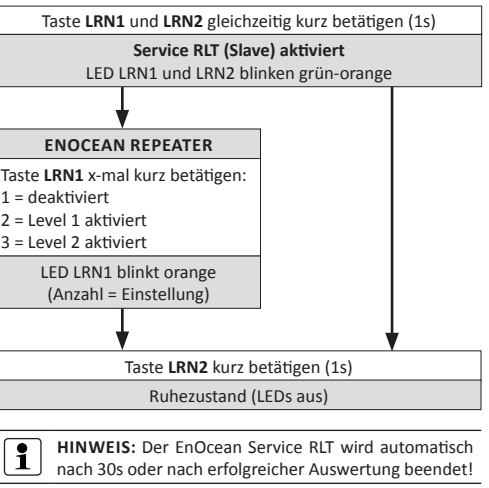 Taste LRN1 und LRN2 gleichzeitig kurz betätigen (1s)
Service RLT (Slave) aktiviert
LED LRN1 und LRN2 blinken grün-orange
ENOCEAN REPEATER
Taste LRN1 x-mal kurz betätigen:
1 = deaktiviert
2 = Level 1 aktiviert
3 = Level 2 aktiviert
LED LRN1 blinkt orange
(Anzahl = Einstellung)
Taste LRN2 kurz betätigen (1s)
Ruhezustand (LEDs aus)
HINWEIS: Der EnOcean Service RLT wird automatisch
nach 30s oder nach erfolgreicher Auswertung beendet!